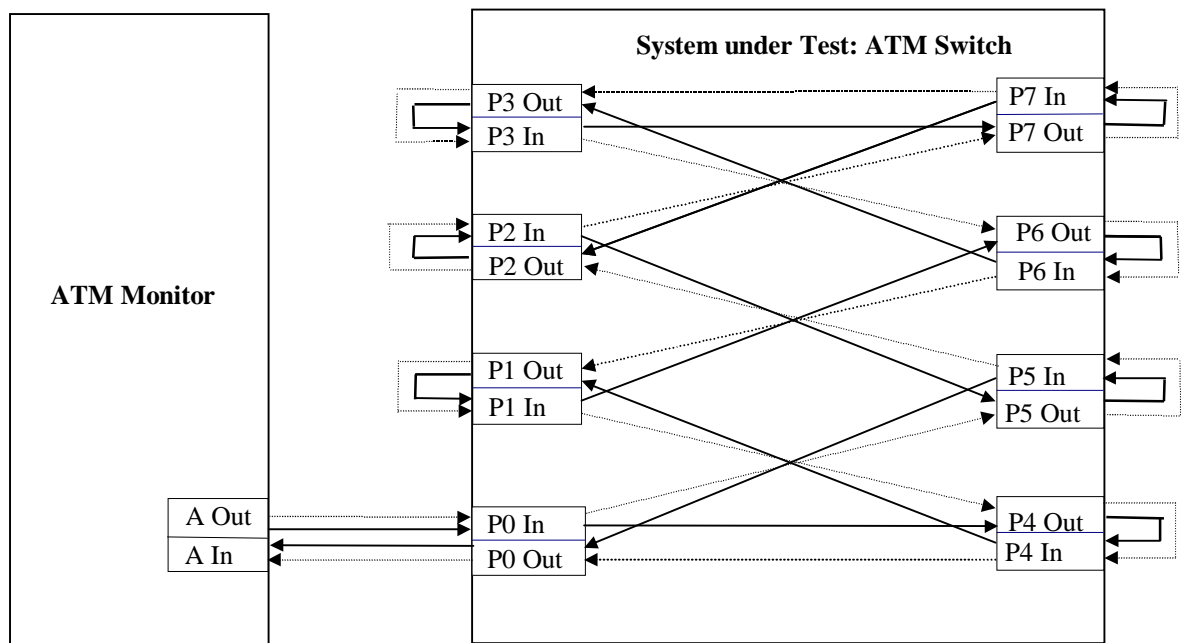 System under Test: ATM Switch
P3 Out
P3 In
P7 In
P7 Out
P2 In
P2 Out
P6 Out
P6 In
ATM Monitor
P1 Out
P1 In
P5 In
P5 Out
A Out
A In
P0 In
P0 Out
P4 Out
P4 In